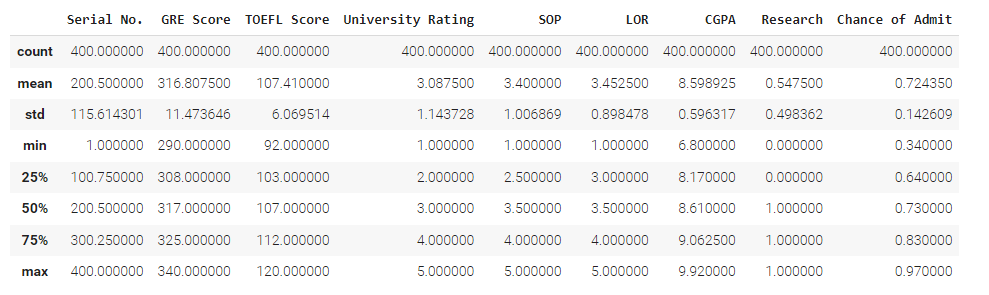 Serial No. GRE Score TOEFL Score University Rating SOP LOR CGPA Research Chance of Admit
count 400.000000 400.000000 400.000000 400.000000 400.000000 400.000000 400.000000 400.000000 400.000000
mean 200.500000 316.807500 107.410000 3.087500 3.400000 3.452500 8.598925 0.547500 0.724350
std 115.614301 11.473646 6.069514 1.143728 1.006869 0.898478 0.596317 0.498362 0.142609
min 1.000000 290.000000 92.000000 1.000000 1.000000 1.000000 6.800000 0.000000 0.340000
25% 100.750000 308.000000 103.000000 2.000000 2.500000 3.000000 8.170000 0.000000 0.640000
50% 200.500000 317.000000 107.000000 3.000000 3.500000 3.500000 8.610000 1.000000 0.730000
75% 300.250000 325.000000 112.000000 4.000000 4.000000 4.000000 9.062500 1.000000 0.830000
max 400.000000 340.000000 120.000000 5.000000 5.000000 5.000000 9.920000 1.000000 0.970000